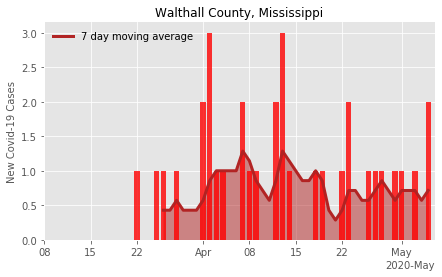 Walthall County, Mississippi
7 day moving average
New Covid-19 Cases
3.0
2.5
2.0
1.5
1.0
0.5
0.0
08 15 22 Apr 08 15 22 May
2020-May